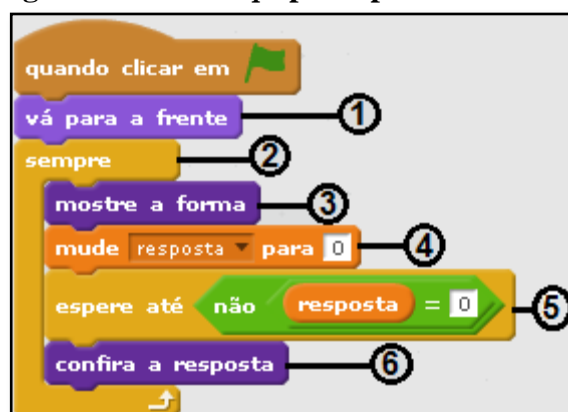 quando clicar em
vá para a frente 1
sempre 2
mostre a forma 3
mude resposta para 0 4
espere até não resposta = 0 5
confira a resposta 6